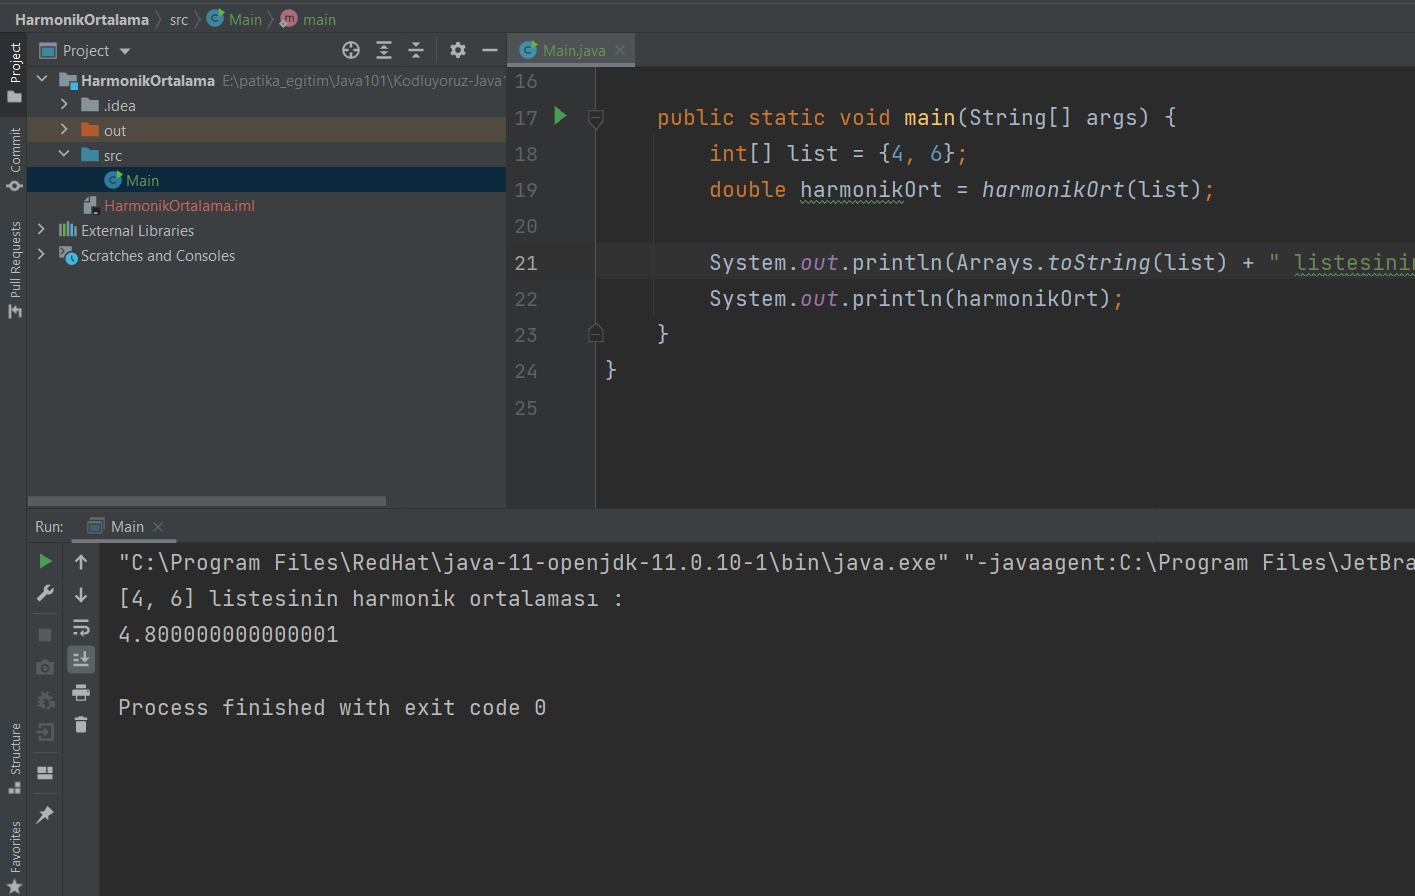 HarmonikOrtalama src Main main
Project
Project
Commit
Pull Requests
Structure
Favorites
HarmonikOrtalama E:\patika_egitim\Java101\Kodluyoruz-Java1
.idea
out
src
Main
HarmonikOrtalama.iml
External Libraries
Scratches and Consoles
Main.java
16
17 public static void main(String[] args) {
18 int[] list = {4, 6};
19 double harmonikOrt = harmonikOrt(list);
20
21 System.out.println(Arrays.toString(list) + " listesinin
22 System.out.println(harmonikOrt);
23 }
24 }
25
Run: Main
"C:\Program Files\RedHat\java-11-openjdk-11.0.10-1\bin\java.exe" "-javaagent:C:\Program Files\JetBra
[4, 6] listesinin harmonik ortalaması :
4.800000000000001
Process finished with exit code 0